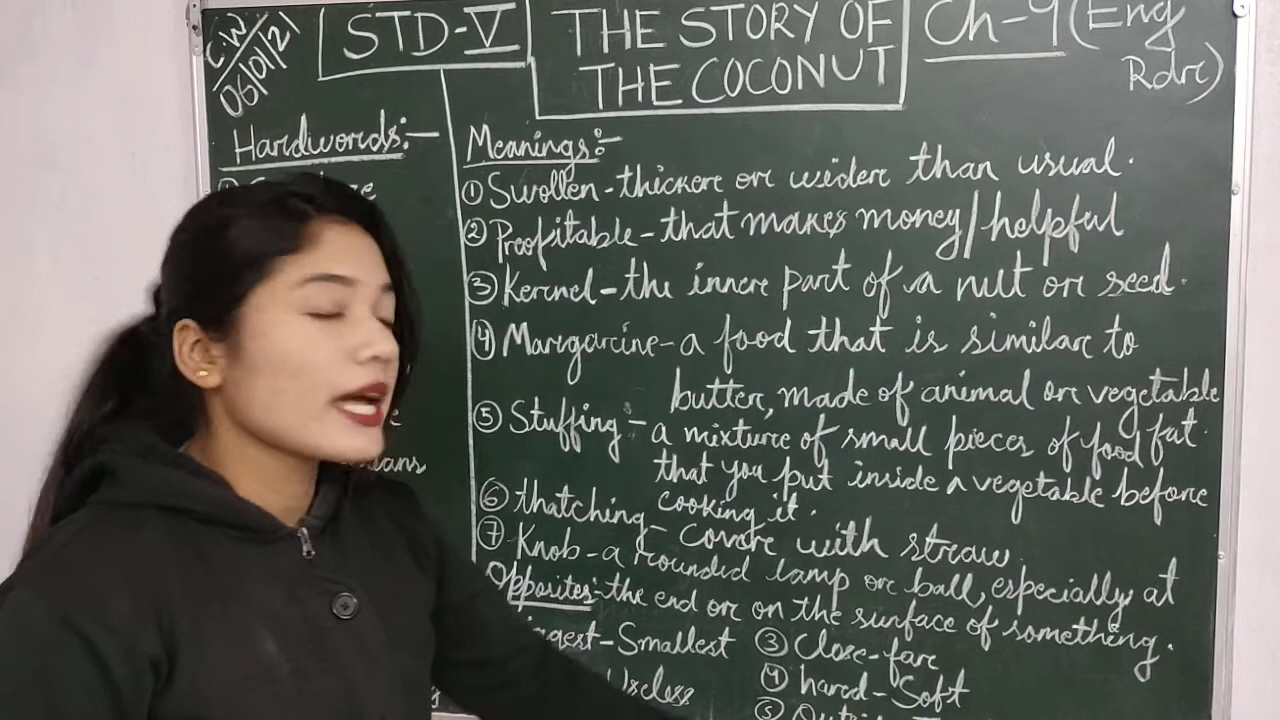 C.W
06/01/21
STD-V
THE STORY OF
THE COCONUT
Ch-9 (Eng
Rdr)
Hardwords:-
Meanings:-
① Swollen-thicker or wider than usual.
② Profitable-that makes money/helpful
③ Kernel-the inner part of a nut or seed.
④ Margarine-a food that is similar to
butter, made of animal or vegetable
⑤ Stuffing-a mixture of small pieces of food fat.
that you put inside a vegetable before
cooking it.
⑥ thatching-cover with straw.
⑦ Knob-a rounded lamp or ball, especially at
the end or on the surface of something.
Opposites:-
-Smallest
③ Close-far
Useless
④ hard-Soft
⑤